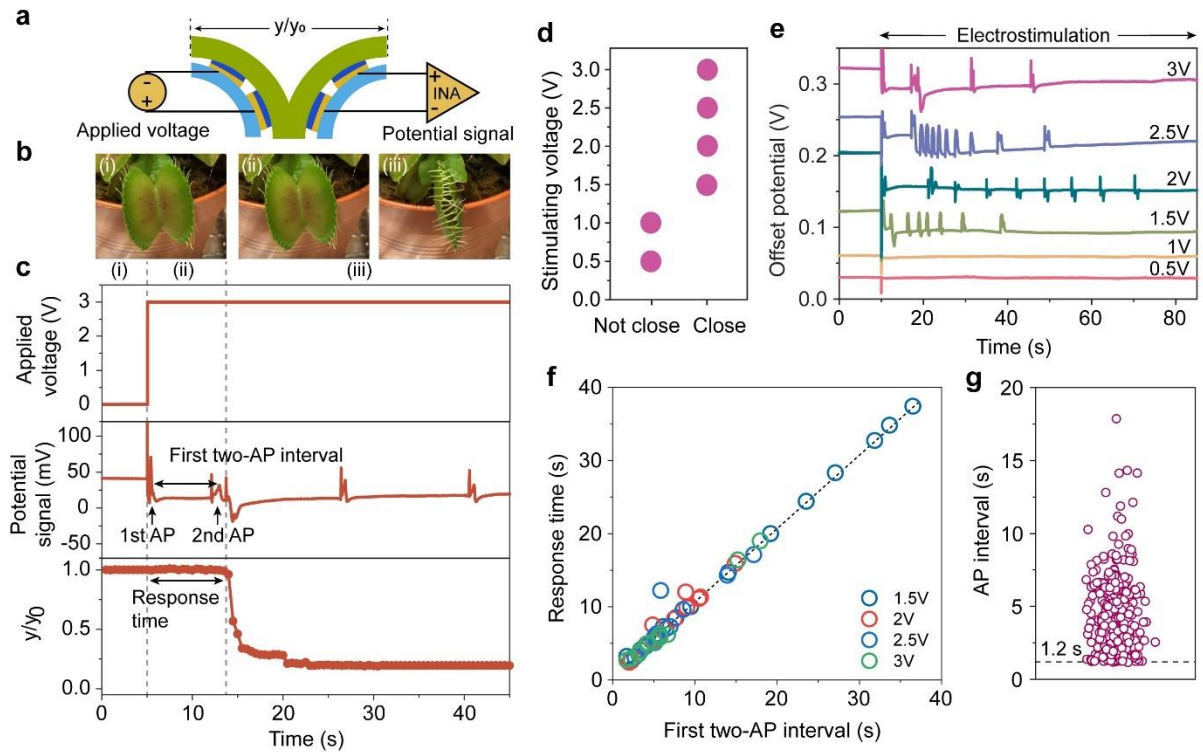 a
y/y₀
Applied voltage
INA
Potential signal
b
(i)
(ii)
(iii)
(i)
(ii)
(iii)
c
Applied
voltage (V)
3
2
1
0
Potential
signal (mV)
100
50
0
-50
First two-AP interval
1st AP
2nd AP
y/y₀
1.0
0.5
0.0
Response
time
0
10
20
30
40
Time (s)
d
Stimulating voltage (V)
3.0
2.5
2.0
1.5
1.0
0.5
0.0
Not close
Close
e
Electrostimulation
Offset potential (V)
0.3
0.2
0.1
0.0
3V
2.5V
2V
1.5V
1V
0.5V
0
20
40
60
80
Time (s)
f
Response time (s)
40
30
20
10
0
1.5V
2V
2.5V
3V
0
10
20
30
40
First two-AP interval (s)
g
AP interval (s)
20
15
10
5
0
1.2 s